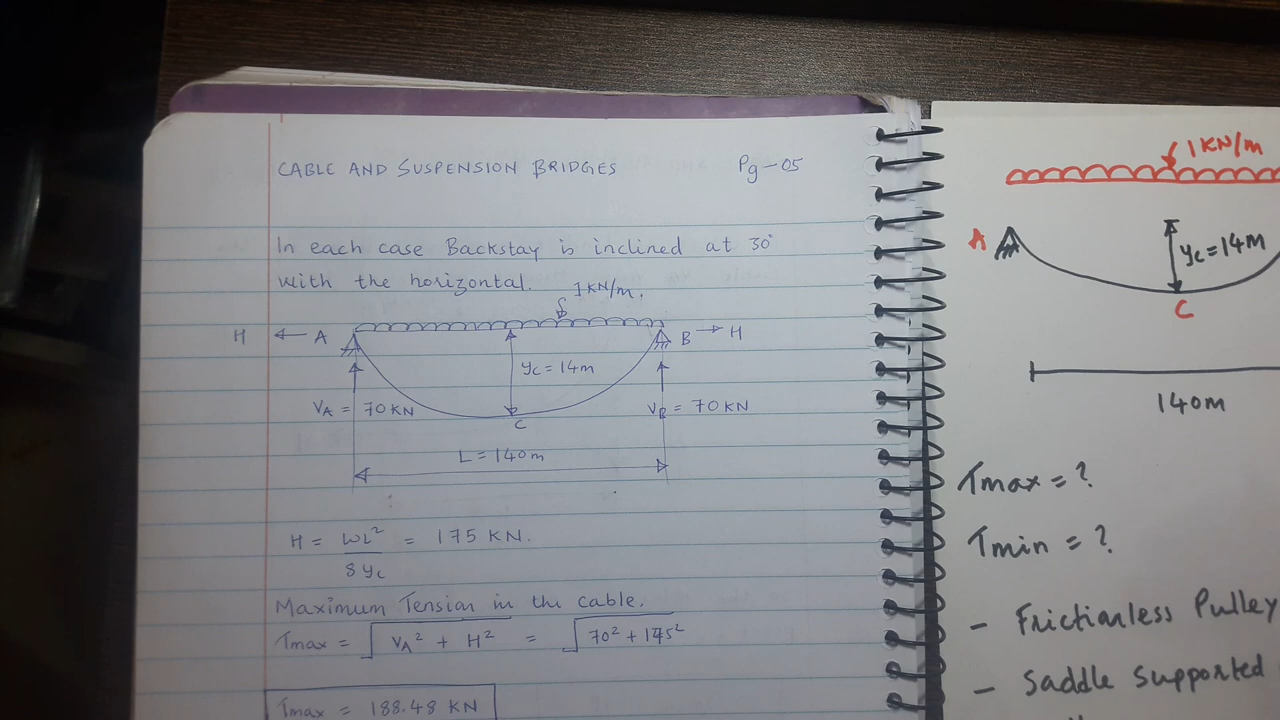 CABLE AND SUSPENSION BRIDGES Pg-05
In each case Backstay is inclined at 30°
with the horizontal.
1KN/m.
H ← A B → H
yc = 14m
VA = 70KN VB = 70KN
C
L = 140m
H = WL² / 8yc = 175 KN.
Maximum Tension in the cable.
Tmax = √VA² + H² = √70² + 175²
Tmax = 188.48 KN
1KN/m
A
yc = 14m
C
140m
Tmax = ?
Tmin = ?
- Frictionless Pulley
- Saddle Supported